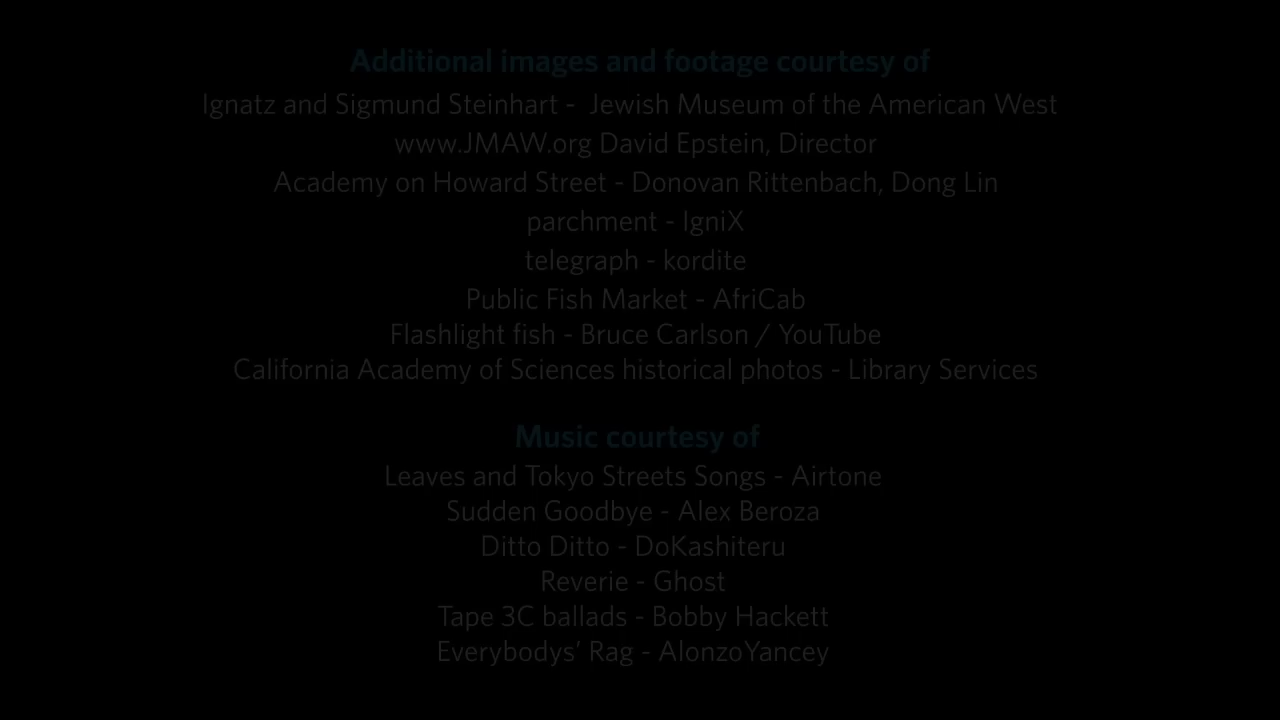 Additional images and footage courtesy of
Ignatz and Sigmund Steinhart - Jewish Museum of the American West
www.JMAW.org David Epstein, Director
Academy on Howard Street - Donovan Rittenbach, Dong Lin
parchment - IgniX
telegraph - kordite
Public Fish Market - AfriCab
Flashlight fish - Bruce Carlson / YouTube
California Academy of Sciences historical photos - Library Services
Music courtesy of
Leaves and Tokyo Streets Songs - Airtone
Sudden Goodbye - Alex Beroza
Ditto Ditto - DoKashiteru
Reverie - Ghost
Tape 3C ballads - Bobby Hackett
Everybodys’ Rag - AlonzoYancey